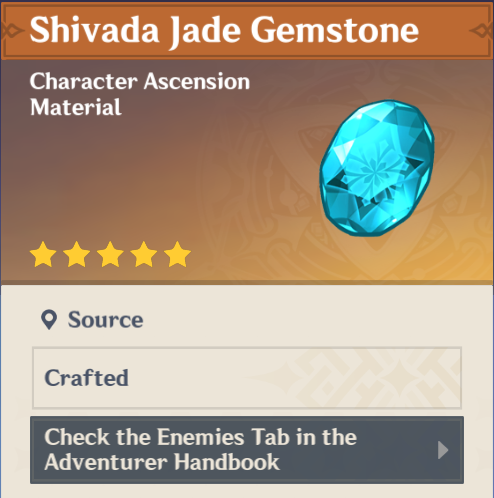 Shivada Jade Gemstone
Character Ascension
Material
Source
Crafted
Check the Enemies Tab in the
Adventurer Handbook